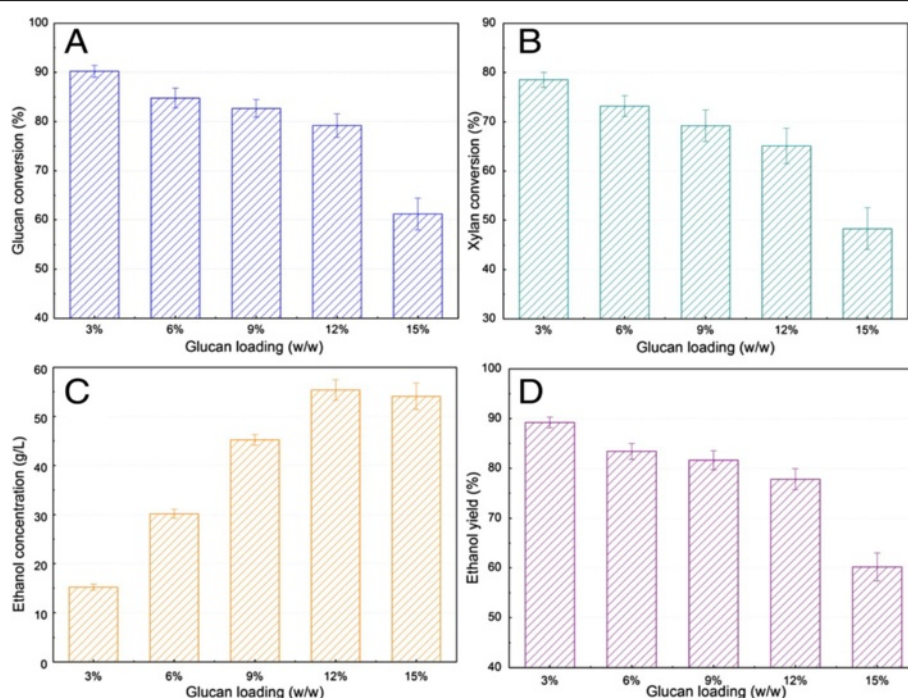 A
Glucan conversion (%)
100
90
80
70
60
50
40
3% 6% 9% 12% 15%
Glucan loading (w/w)
B
Xylan conversion (%)
90
80
70
60
50
40
30
3% 6% 9% 12% 15%
Glucan loading (w/w)
C
Ethanol concentration (g/L)
60
50
40
30
20
10
0
3% 6% 9% 12% 15%
Glucan loading (w/w)
D
Ethanol yield (%)
100
90
80
70
60
50
40
3% 6% 9% 12% 15%
Glucan loading (w/w)